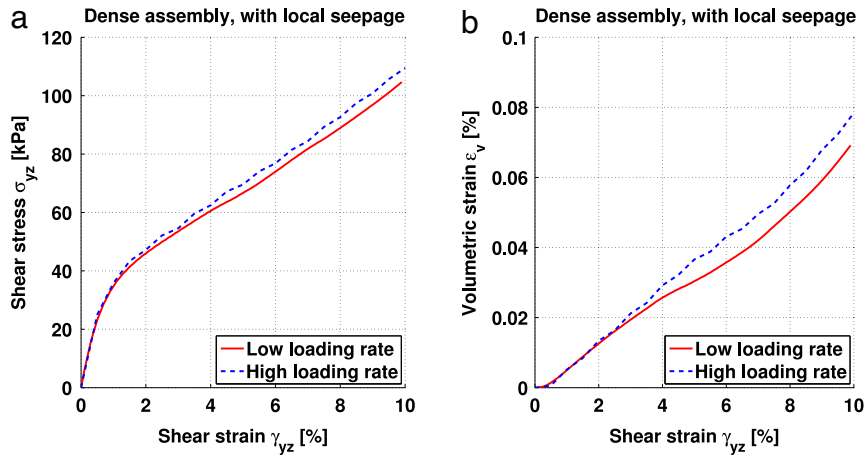 a
Dense assembly, with local seepage
120
100
80
60
40
20
0
Shear stress σyz [kPa]
0 2 4 6 8 10
Shear strain γyz [%]
Low loading rate
High loading rate
b
Dense assembly, with local seepage
0.1
0.08
0.06
0.04
0.02
0
Volumetric strain εv [%]
0 2 4 6 8 10
Shear strain γyz [%]
Low loading rate
High loading rate